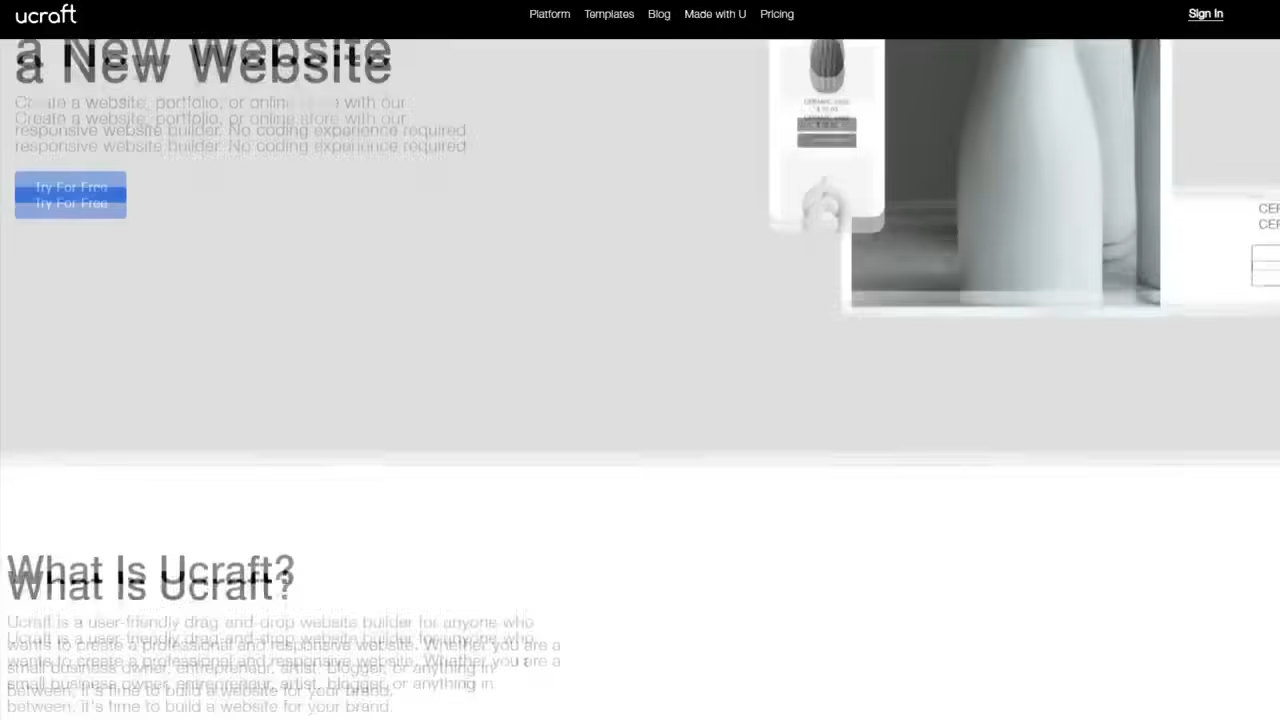 ucraft
Platform
Templates
Blog
Made with U
Pricing
Sign In
a New Website
Create a website, portfolio, or online store with our
responsive website builder. No coding experience required
Try For Free
CER
What Is Ucraft?
Ucraft is a user-friendly drag-and-drop website builder for anyone who
wants to create a professional and responsive website. Whether you are a
small business owner, entrepreneur, artist, blogger, or anything in
between, it's time to build a website for your brand.